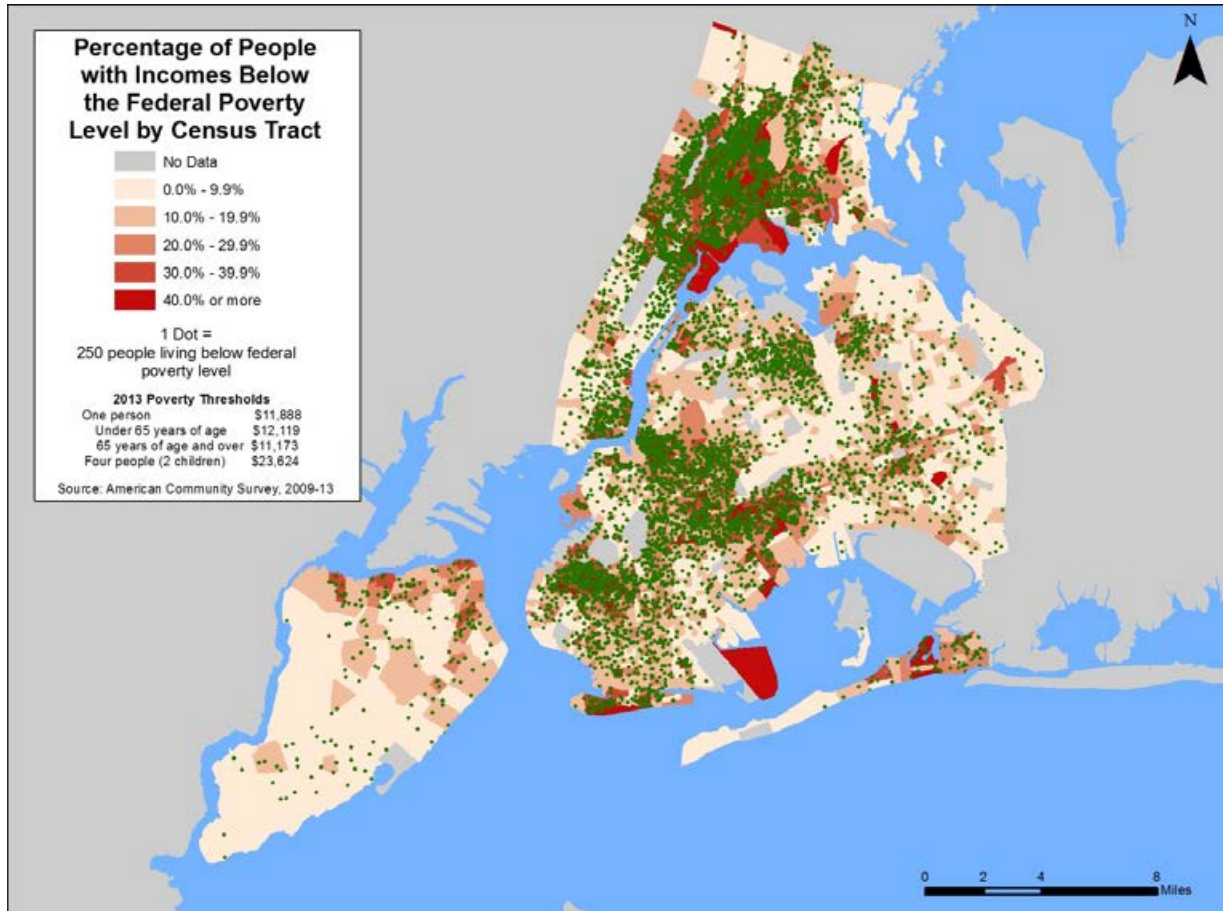 Percentage of People
with Incomes Below
the Federal Poverty
Level by Census Tract
No Data
0.0% - 9.9%
10.0% - 19.9%
20.0% - 29.9%
30.0% - 39.9%
40.0% or more
1 Dot =
250 people living below federal
poverty level
2013 Poverty Thresholds
One person $11,888
Under 65 years of age $12,119
65 years of age and over $11,173
Four people (2 children) $23,624
Source: American Community Survey, 2009-13
N
0 2 4 8
Miles